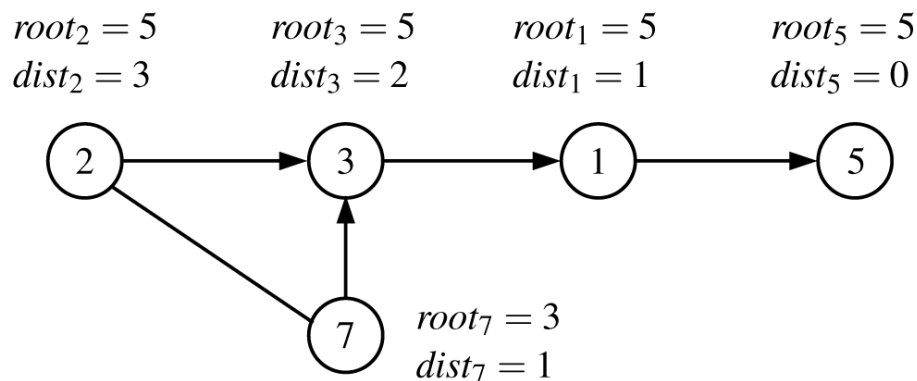 root₂ = 5 root₃ = 5 root₁ = 5 root₅ = 5
dist₂ = 3 dist₃ = 2 dist₁ = 1 dist₅ = 0
2 3 1 5
7 root₇ = 3
dist₇ = 1